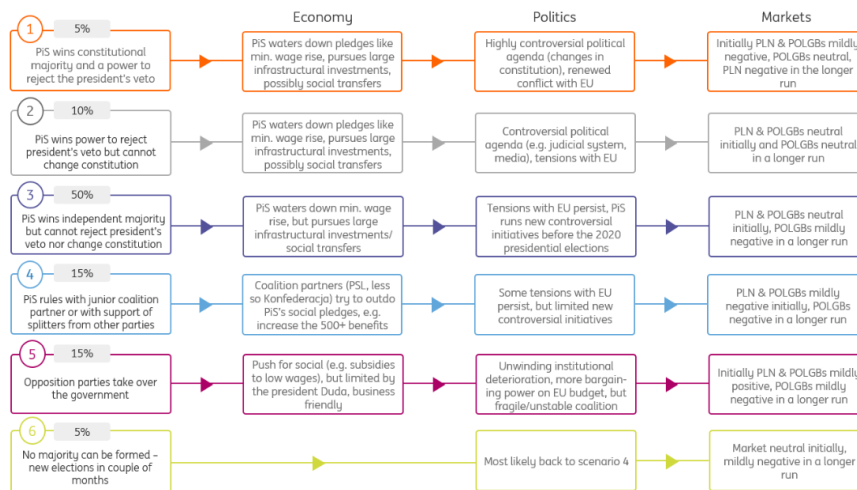 Economy
Politics
Markets
1
5%
PiS wins constitutional
majority and a power to
reject the president's veto
PiS waters down pledges like
min. wage rise, pursues large
infrastructural investments,
possibly social transfers
Highly controversial political
agenda (changes in
constitution), renewed
conflict with EU
Initially PLN & POLGBs mildly
negative, POLGBs neutral,
PLN negative in the longer
run
2
10%
PiS wins power to reject
president's veto but cannot
change constitution
PiS waters down pledges like
min. wage rise, pursues large
infrastructural investments,
possibly social transfers
Controversial political
agenda (e.g. judicial system,
media), tensions with EU
PLN & POLGBs neutral
initially and POLGBs neutral
in a longer run
3
50%
PiS wins independent majority
but cannot reject president's
veto nor change constitution
PiS waters down min. wage
rise, but pursues large
infrastructural investments/
social transfers
Tensions with EU persist, PiS
runs new controversial
initiatives before the 2020
presidential elections
PLN & POLGBs neutral
initially, POLGBs mildly
negative in a longer run
4
15%
PiS rules with junior coalition
partner or with support of
splitters from other parties
Coalition partners (PSL, less
so Konfederacja) try to outdo
PiS's social pledges, e.g.
increase the 500+ benefits
Some tensions with EU
persist, but limited new
controversial initiatives
PLN & POLGBs mildly
negative initially, POLGBs
negative in a longer run
5
15%
Opposition parties take over
the government
Push for social (e.g. subsidies
to low wages), but limited by
the president Duda, business
friendly
Unwinding institutional
deterioration, more bargain-
ing power on EU budget, but
fragile/unstable coalition
Initially PLN & POLGBs mildly
positive, POLGBs mildly
negative in a longer run
6
5%
No majority can be formed –
new elections in couple of
months
Most likely back to scenario 4
Market neutral initially,
mildly negative in a longer
run